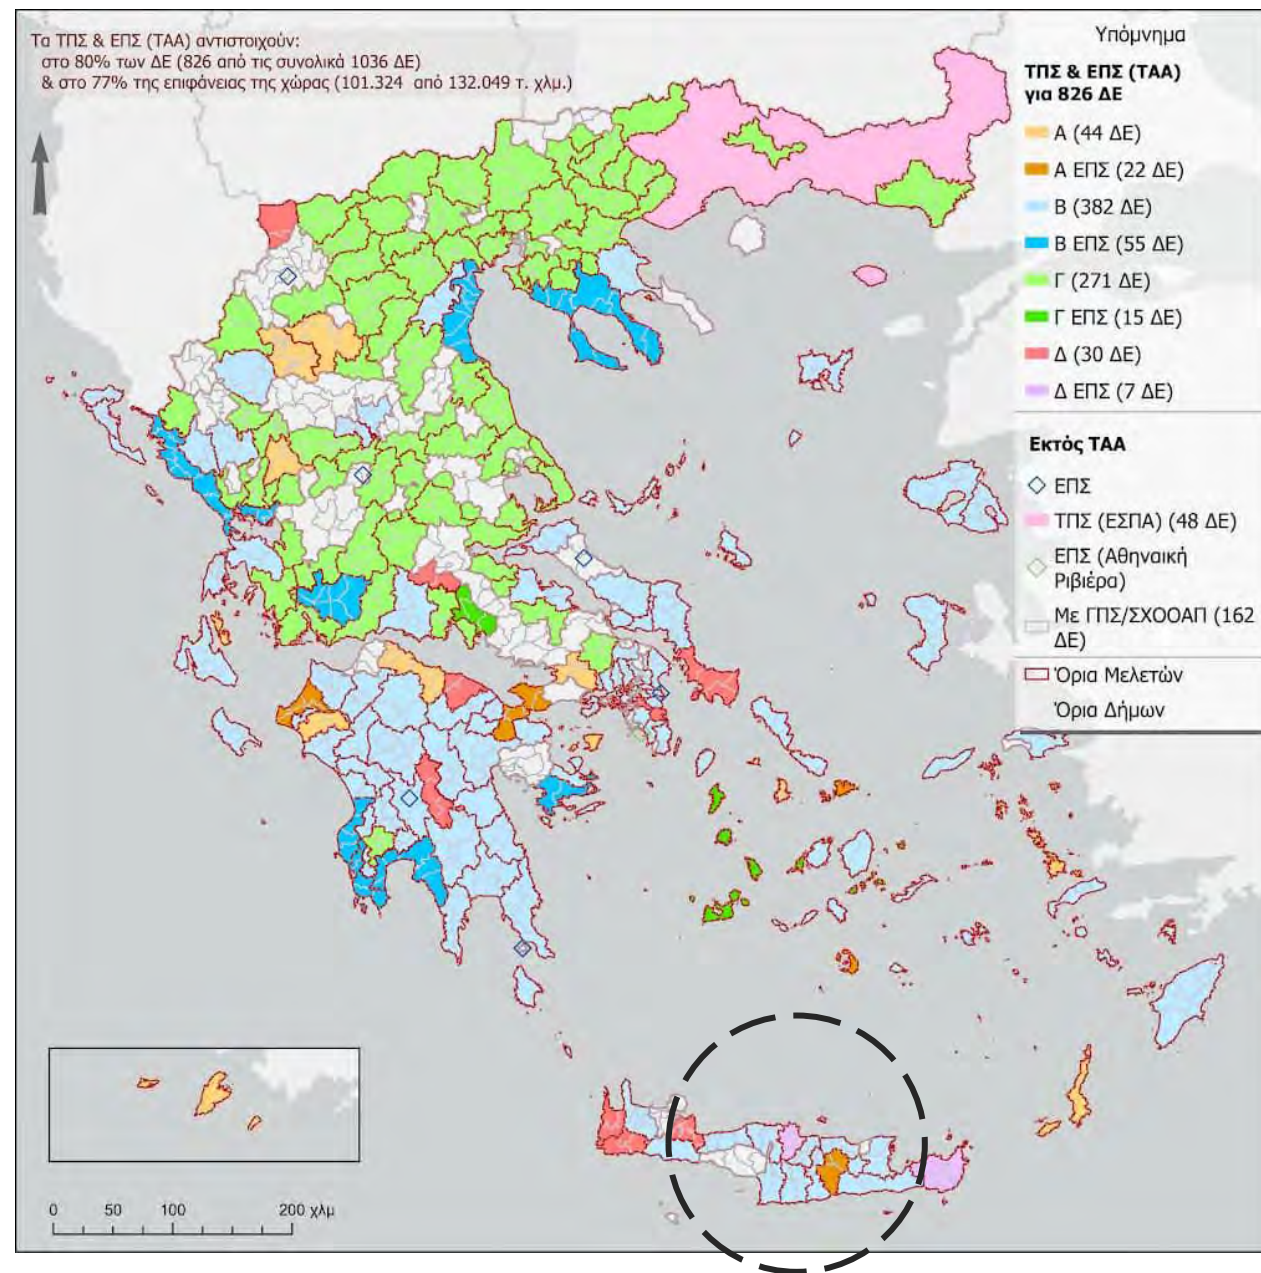 Τα ΤΠΣ & ΕΠΣ (ΤΑΑ) αντιστοιχούν:
στο 80% των ΔΕ (826 από τις συνολικά 1036 ΔΕ)
& στο 77% της επιφάνειας της χώρας (101.324 από 132.049 τ. χλμ.)
Υπόμνημα
ΤΠΣ & ΕΠΣ (ΤΑΑ)
για 826 ΔΕ
Α (44 ΔΕ)
Α ΕΠΣ (22 ΔΕ)
Β (382 ΔΕ)
Β ΕΠΣ (55 ΔΕ)
Γ (271 ΔΕ)
Γ ΕΠΣ (15 ΔΕ)
Δ (30 ΔΕ)
Δ ΕΠΣ (7 ΔΕ)
Εκτός ΤΑΑ
ΕΠΣ
ΤΠΣ (ΕΣΠΑ) (48 ΔΕ)
ΕΠΣ (Αθηναική
Ριβιέρα)
Με ΓΠΣ/ΣΧΟΟΑΠ (162
ΔΕ)
Όρια Μελετών
Όρια Δήμων
0 50 100 200 χλμ